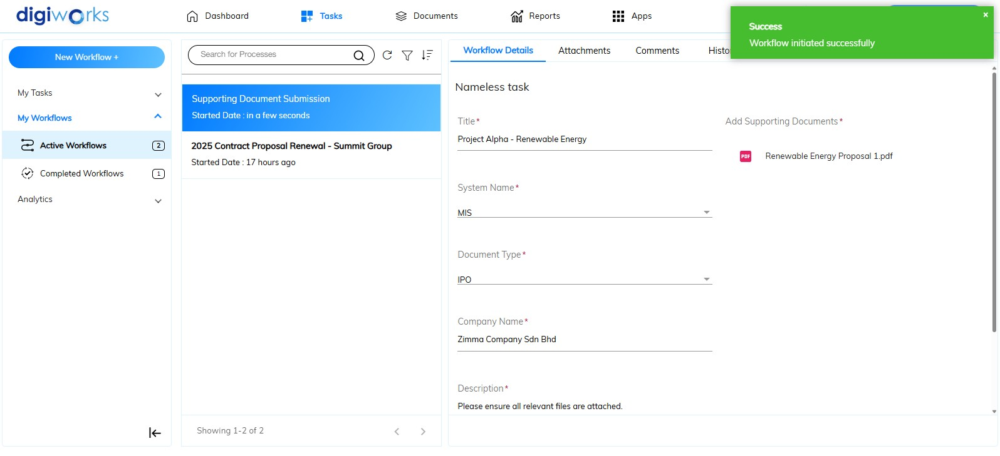 digiworks
Dashboard
Tasks
Documents
Reports
Apps
×
Success
Workflow initiated successfully
New Workflow +
My Tasks
My Workflows
Active Workflows 2
Completed Workflows 1
Analytics
Search for Processes
Supporting Document Submission
Started Date : in a few seconds
2025 Contract Proposal Renewal - Summit Group
Started Date : 17 hours ago
Showing 1-2 of 2
Workflow Details
Attachments
Comments
Histo
Nameless task
Title*
Project Alpha - Renewable Energy
System Name*
MIS
Document Type*
IPO
Company Name*
Zimma Company Sdn Bhd
Description*
Please ensure all relevant files are attached.
Add Supporting Documents*
PDF Renewable Energy Proposal 1.pdf